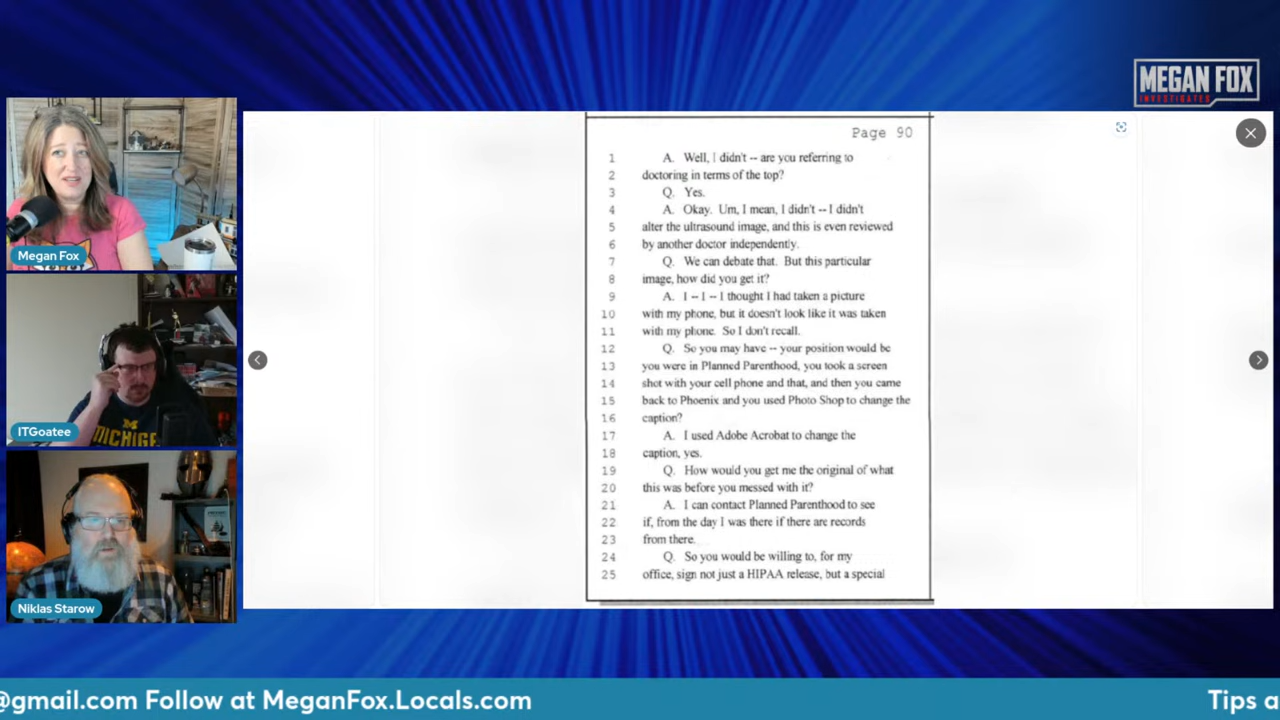 MEGAN FOX
INVESTIGATES
Megan Fox
MICHIGA
ITGoatee
Niklas Starow
Page 90
1 A. Well, I didn't -- are you referring to
2 doctoring in terms of the top?
3 Q. Yes.
4 A. Okay. Um, I mean, I didn't -- I didn't
5 alter the ultrasound image, and this is even reviewed
6 by another doctor independently.
7 Q. We can debate that. But this particular
8 image, how did you get it?
9 A. I -- I -- I thought I had taken a picture
10 with my phone, but it doesn't look like it was taken
11 with my phone. So I don't recall.
12 Q. So you may have -- your position would be
13 you were in Planned Parenthood, you took a screen
14 shot with your cell phone and that, and then you came
15 back to Phoenix and you used Photo Shop to change the
16 caption?
17 A. I used Adobe Acrobat to change the
18 caption, yes.
19 Q. How would you get me the original of what
20 this was before you messed with it?
21 A. I can contact Planned Parenthood to see
22 if, from the day I was there if there are records
23 from there.
24 Q. So you would be willing to, for my
25 office, sign not just a HIPAA release, but a special
@gmail.com Follow at MeganFox.Locals.com
Tips a